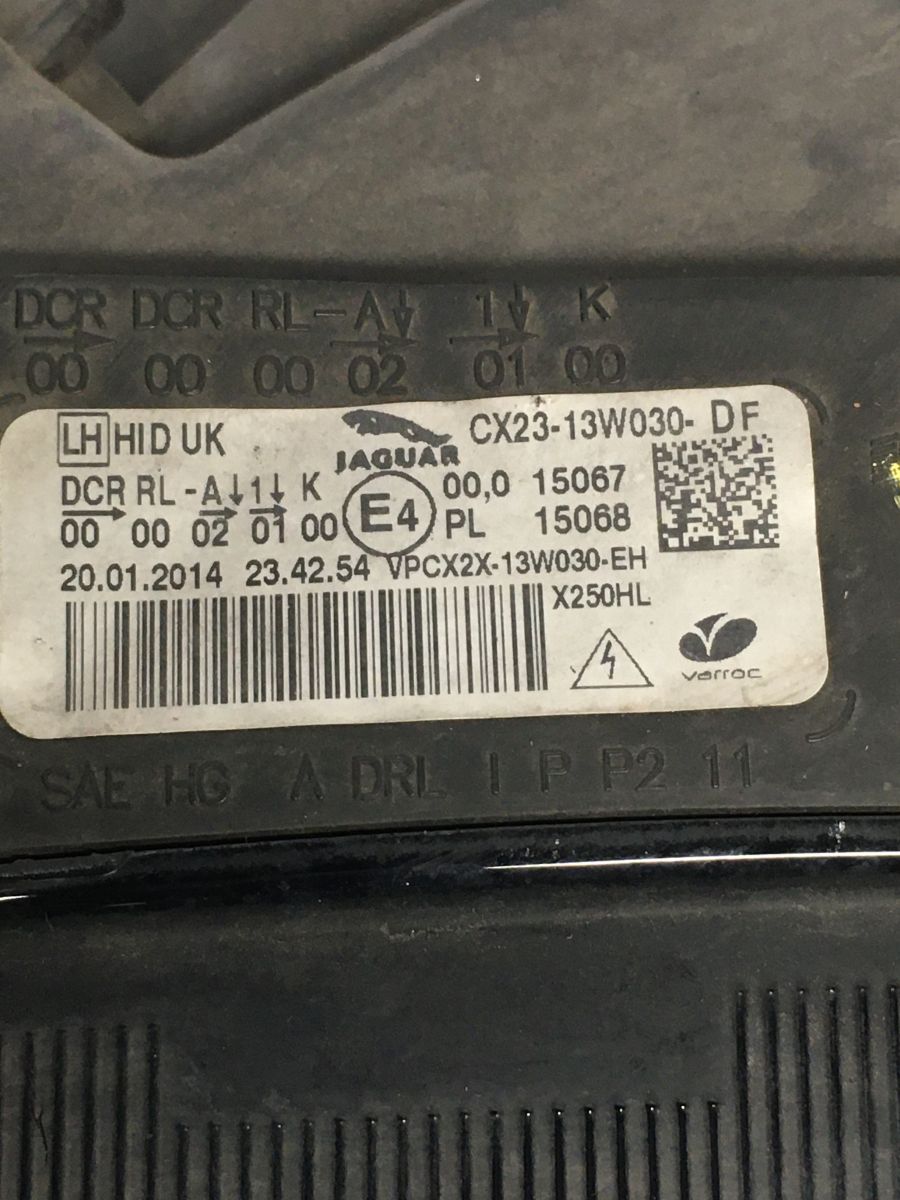 DCR DCR RL-A↓ 1↓ K
→ → →
00 00 00 02 01 00
LH HID UK
JAGUAR
CX23-13W030- DF
DCR RL -A↓1↓ K
→ → →
00 00 02 01 00
E4
00,0 15067
PL 15068
20.01.2014 23.42.54 VPCX2X-13W030-EH
X250HL
varroc
SAE HG A DRL I P P2 11